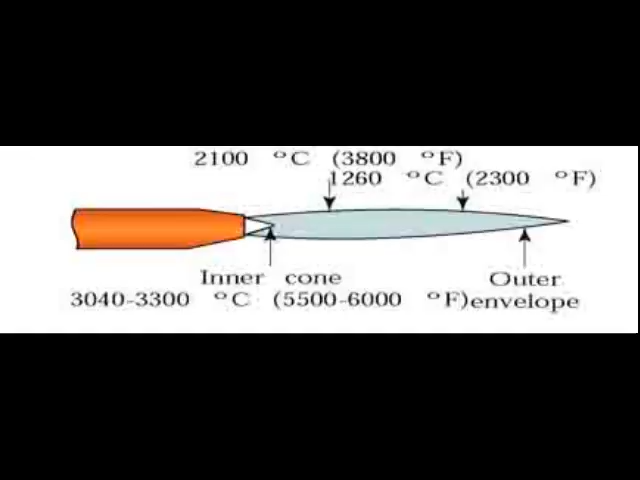 2100 °C (3800 °F)
1260 °C (2300 °F)
Inner cone
3040-3300 °C (5500-6000 °F)
Outer
envelope